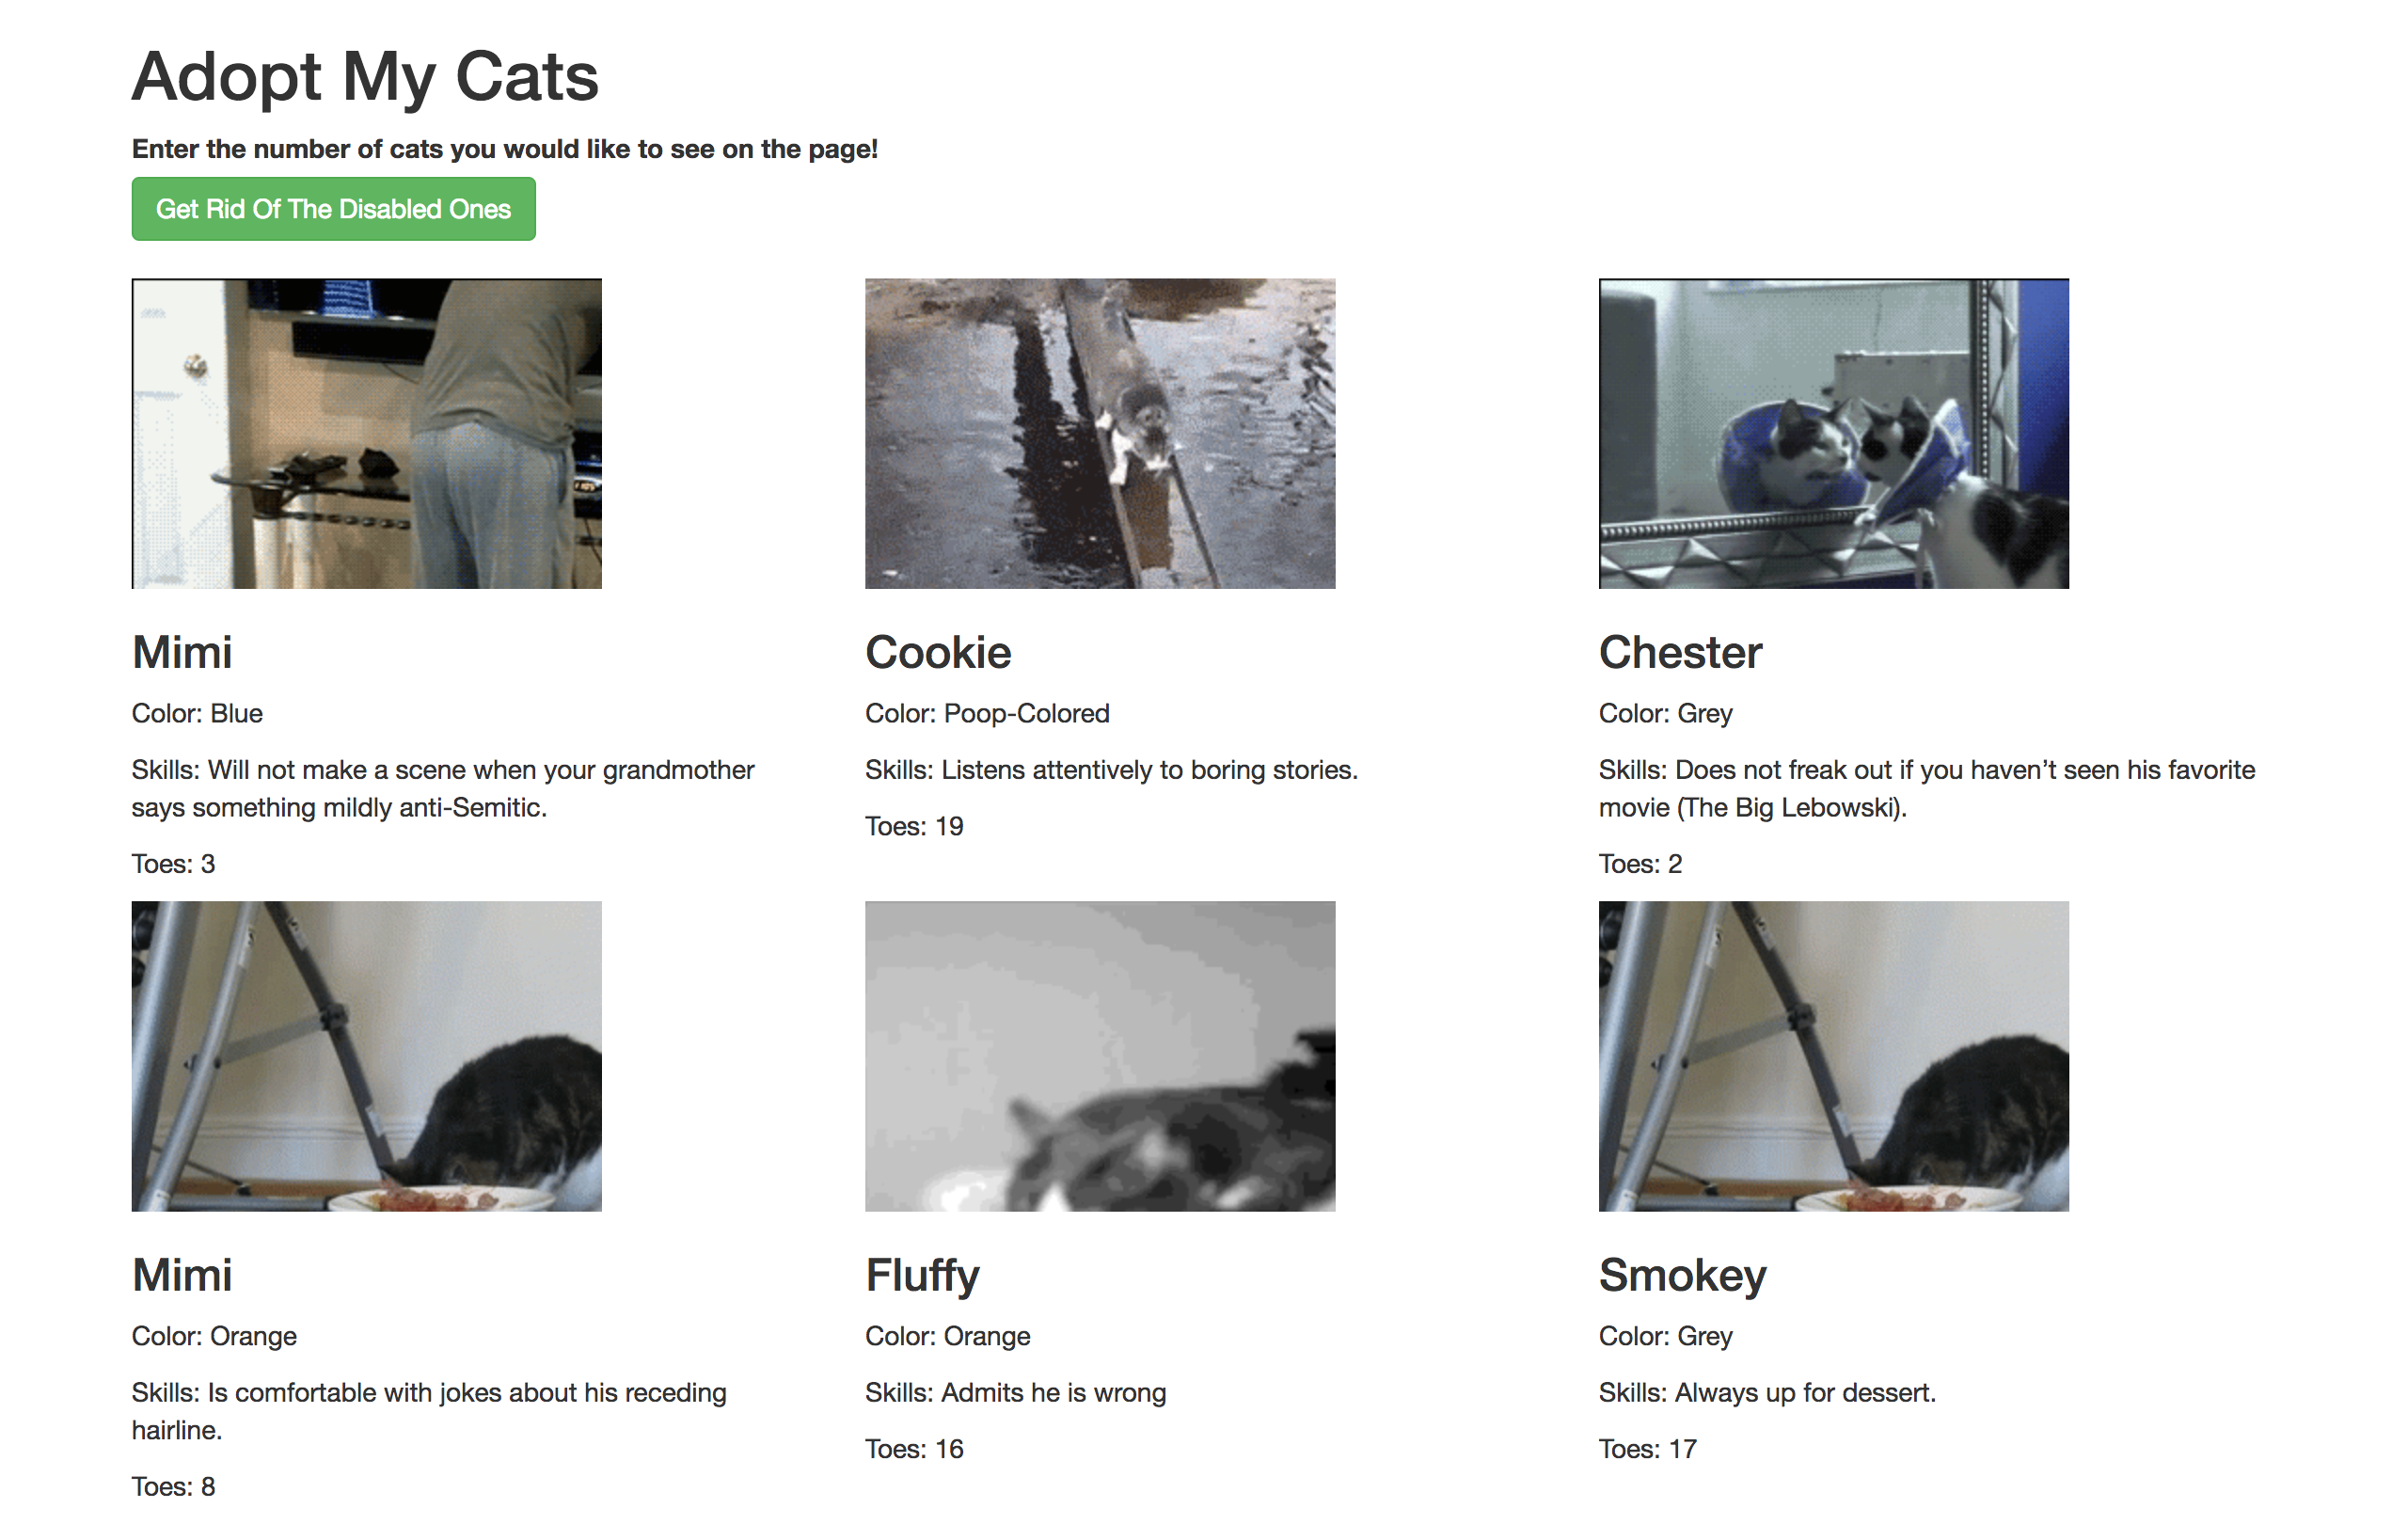 Adopt My Cats
Enter the number of cats you would like to see on the page!
Get Rid Of The Disabled Ones
Mimi
Color: Blue
Skills: Will not make a scene when your grandmother
says something mildly anti-Semitic.
Toes: 3
Cookie
Color: Poop-Colored
Skills: Listens attentively to boring stories.
Toes: 19
Chester
Color: Grey
Skills: Does not freak out if you haven’t seen his favorite
movie (The Big Lebowski).
Toes: 2
Mimi
Color: Orange
Skills: Is comfortable with jokes about his receding
hairline.
Toes: 8
Fluffy
Color: Orange
Skills: Admits he is wrong
Toes: 16
Smokey
Color: Grey
Skills: Always up for dessert.
Toes: 17